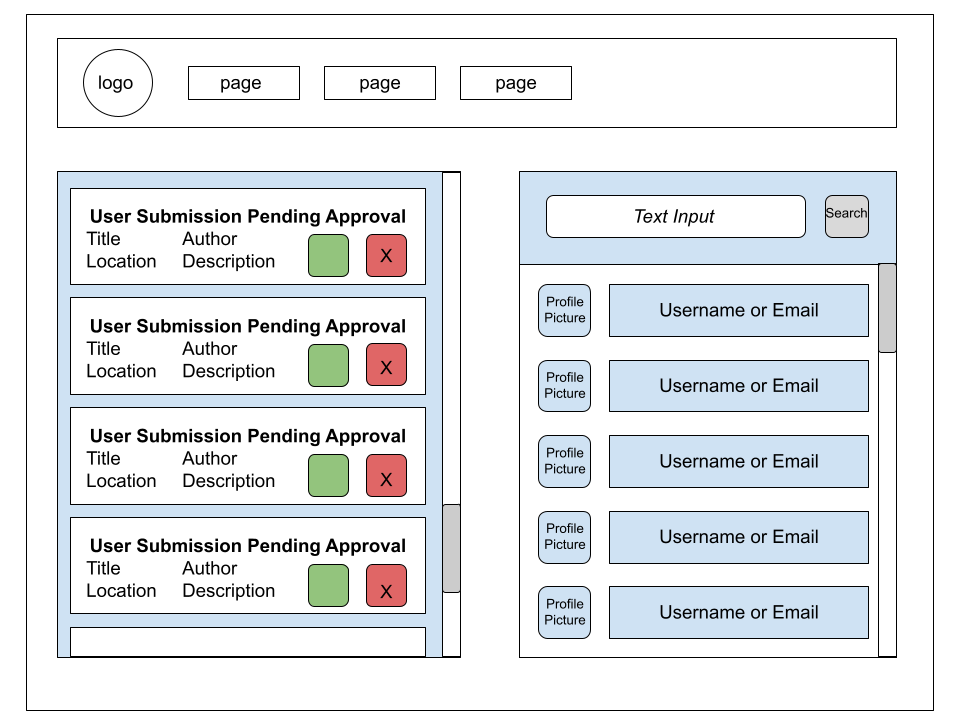 logo
page
page
page
User Submission Pending Approval
Title Author
Location Description
X
User Submission Pending Approval
Title Author
Location Description
X
User Submission Pending Approval
Title Author
Location Description
X
User Submission Pending Approval
Title Author
Location Description
X
Text Input
Search
Profile
Picture
Username or Email
Profile
Picture
Username or Email
Profile
Picture
Username or Email
Profile
Picture
Username or Email
Profile
Picture
Username or Email